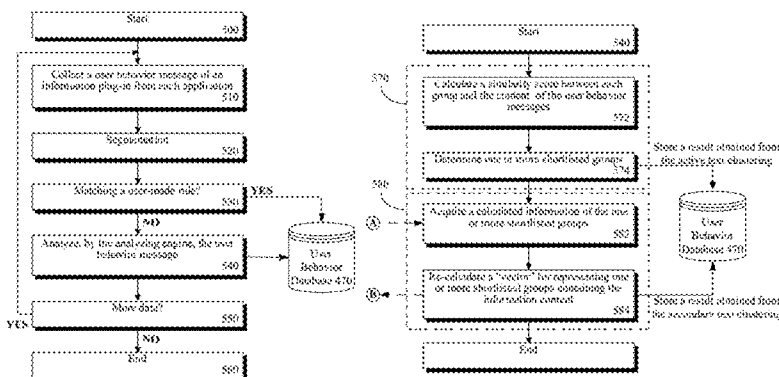 Start
500
Collect a user behavior message of an
information plug-in from each application
510
Segmentation
520
Matching a user-made rule?
530
YES
NO
Analyze, by the analyzing engine, the user
behavior message
540
User
Behavior
Database 470
More data?
550
YES
NO
End
560
Start
540
570
Calculate a similarity score between each
group and the content of the user behavior
messages
572
Determine one or more shortlisted groups
574
Store a result obtained from
the active text clustering
580
A
Acquire a calculated information of the one
or more shortlisted groups
582
User
Behavior
Database 470
B
Re-calculate a "vector" for representing one
or more shortlisted groups containing the
information content
584
Store a result obtained from
the secondary text clustering
End